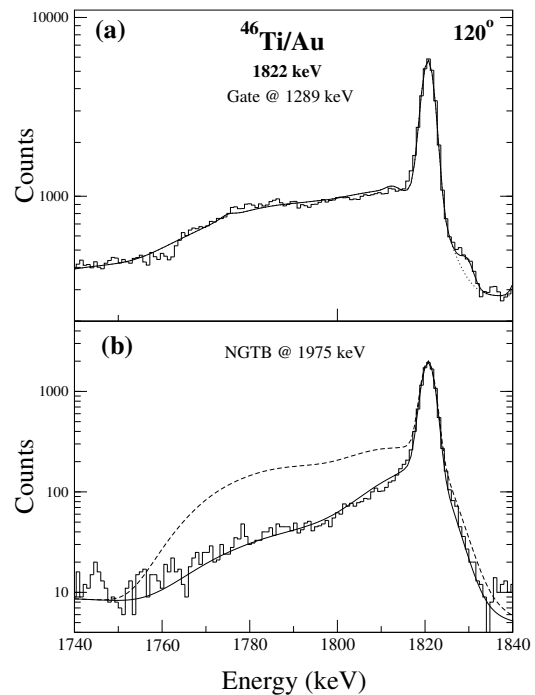 (a)
⁴⁶Ti/Au
120°
1822 keV
Gate @ 1289 keV
10000
1000
Counts
(b)
NGTB @ 1975 keV
1000
100
10
Counts
1740 1760 1780 1800 1820 1840
Energy (keV)